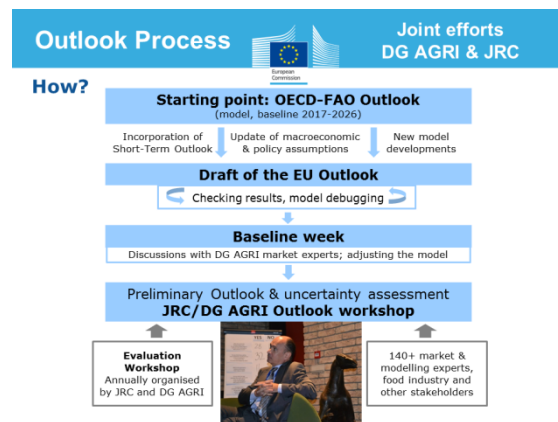 Outlook Process
Joint efforts
DG AGRI & JRC
European
Commission
How?
Starting point: OECD-FAO Outlook
(model, baseline 2017-2026)
Incorporation of
Short-Term Outlook
Update of macroeconomic
& policy assumptions
New model
developments
Draft of the EU Outlook
Checking results, model debugging
Baseline week
Discussions with DG AGRI market experts; adjusting the model
Preliminary Outlook & uncertainty assessment
JRC/DG AGRI Outlook workshop
Evaluation
Workshop
Annually organised
by JRC and DG AGRI
140+ market &
modelling experts,
food industry and
other stakeholders